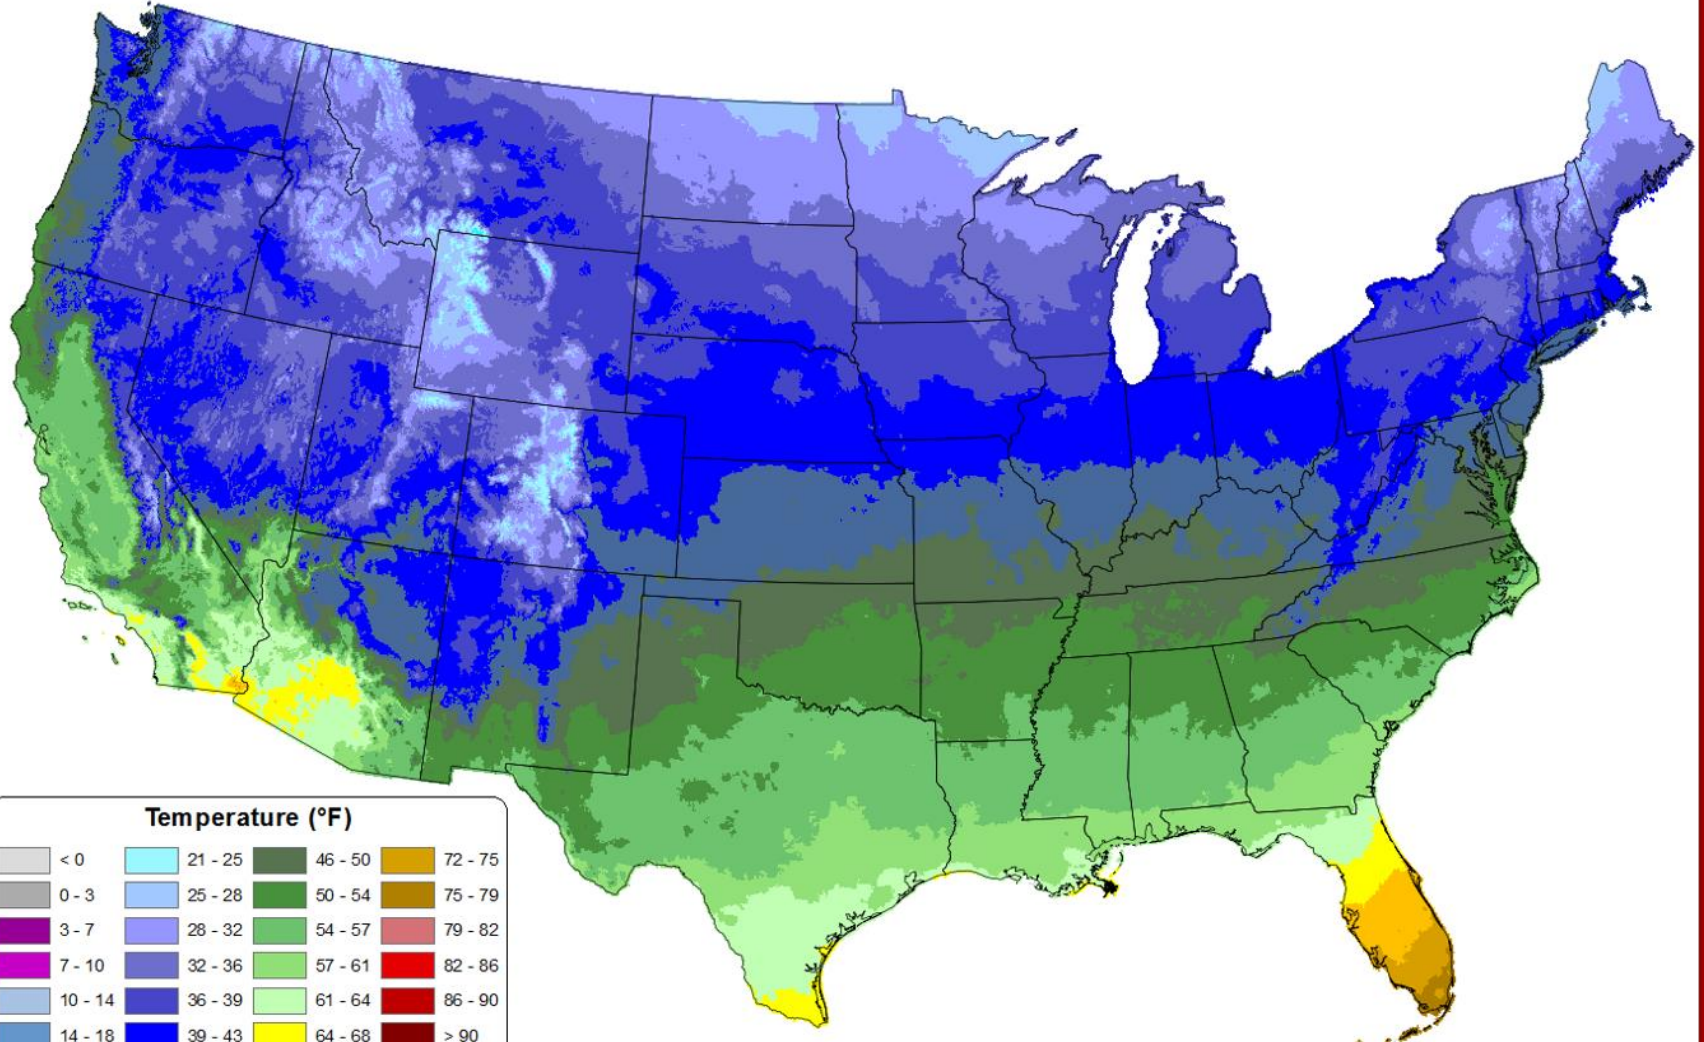 Temperature (°F)
< 0 21 - 25 46 - 50 72 - 75
0 - 3 25 - 28 50 - 54 75 - 79
3 - 7 28 - 32 54 - 57 79 - 82
7 - 10 32 - 36 57 - 61 82 - 86
10 - 14 36 - 39 61 - 64 86 - 90
14 - 18 39 - 43 64 - 68 > 90